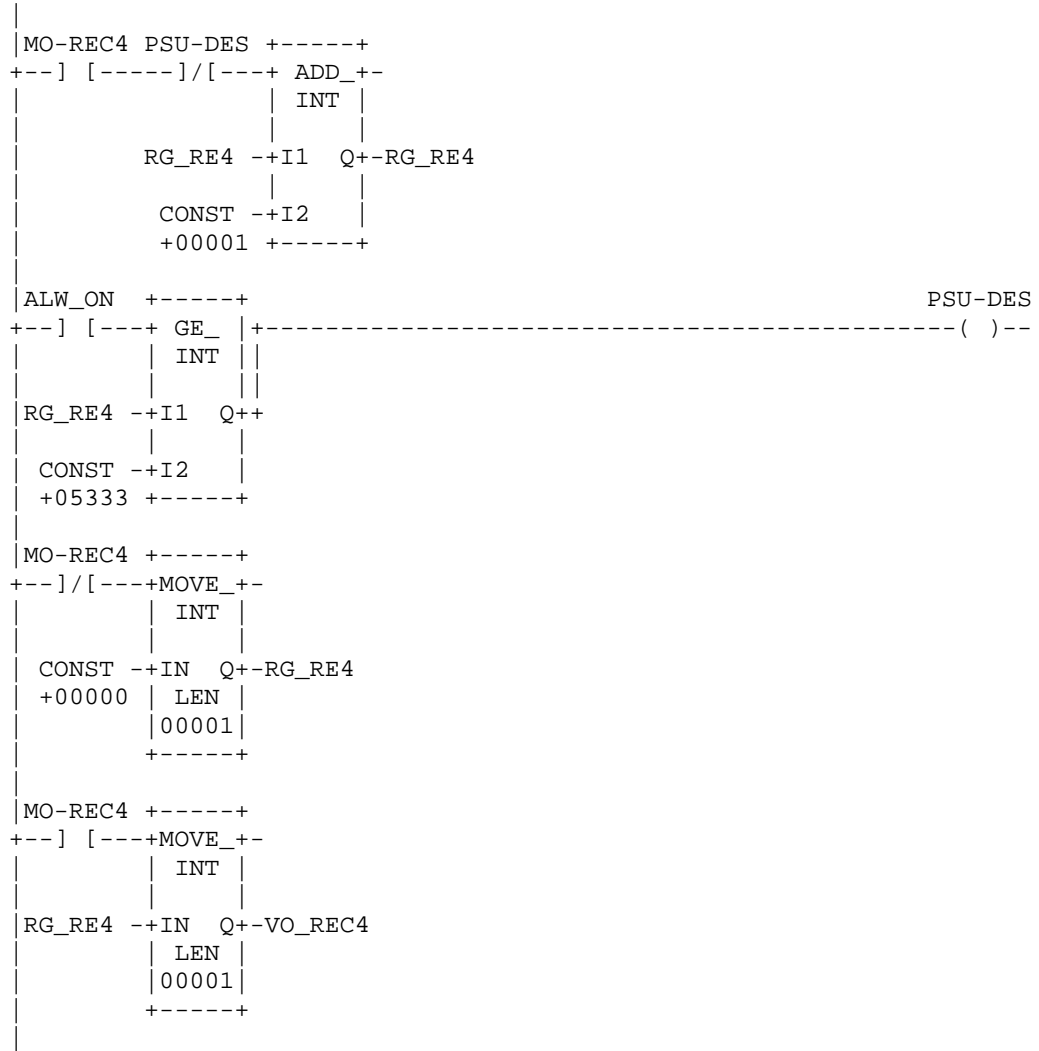 |
|MO-REC4 PSU-DES +-----+
+--] [-----]/[---+ ADD_+-
|                | INT |
|                |     |
|        RG_RE4 -+I1  Q+-RG_RE4
|                |     |
|         CONST -+I2   |
|         +00001 +-----+
|
|ALW_ON  +-----+                                             PSU-DES
+--] [---+ GE_ |+----------------------------------------------( )--
|        | INT ||
|        |     ||
|RG_RE4 -+I1  Q++
|        |     |
| CONST -+I2   |
| +05333 +-----+
|
|MO-REC4 +-----+
+--]/[---+MOVE_+-
|        | INT |
|        |     |
| CONST -+IN  Q+-RG_RE4
| +00000 | LEN |
|        |00001|
|        +-----+
|
|MO-REC4 +-----+
+--] [---+MOVE_+-
|        | INT |
|        |     |
|RG_RE4 -+IN  Q+-VO_REC4
|        | LEN |
|        |00001|
|        +-----+
|